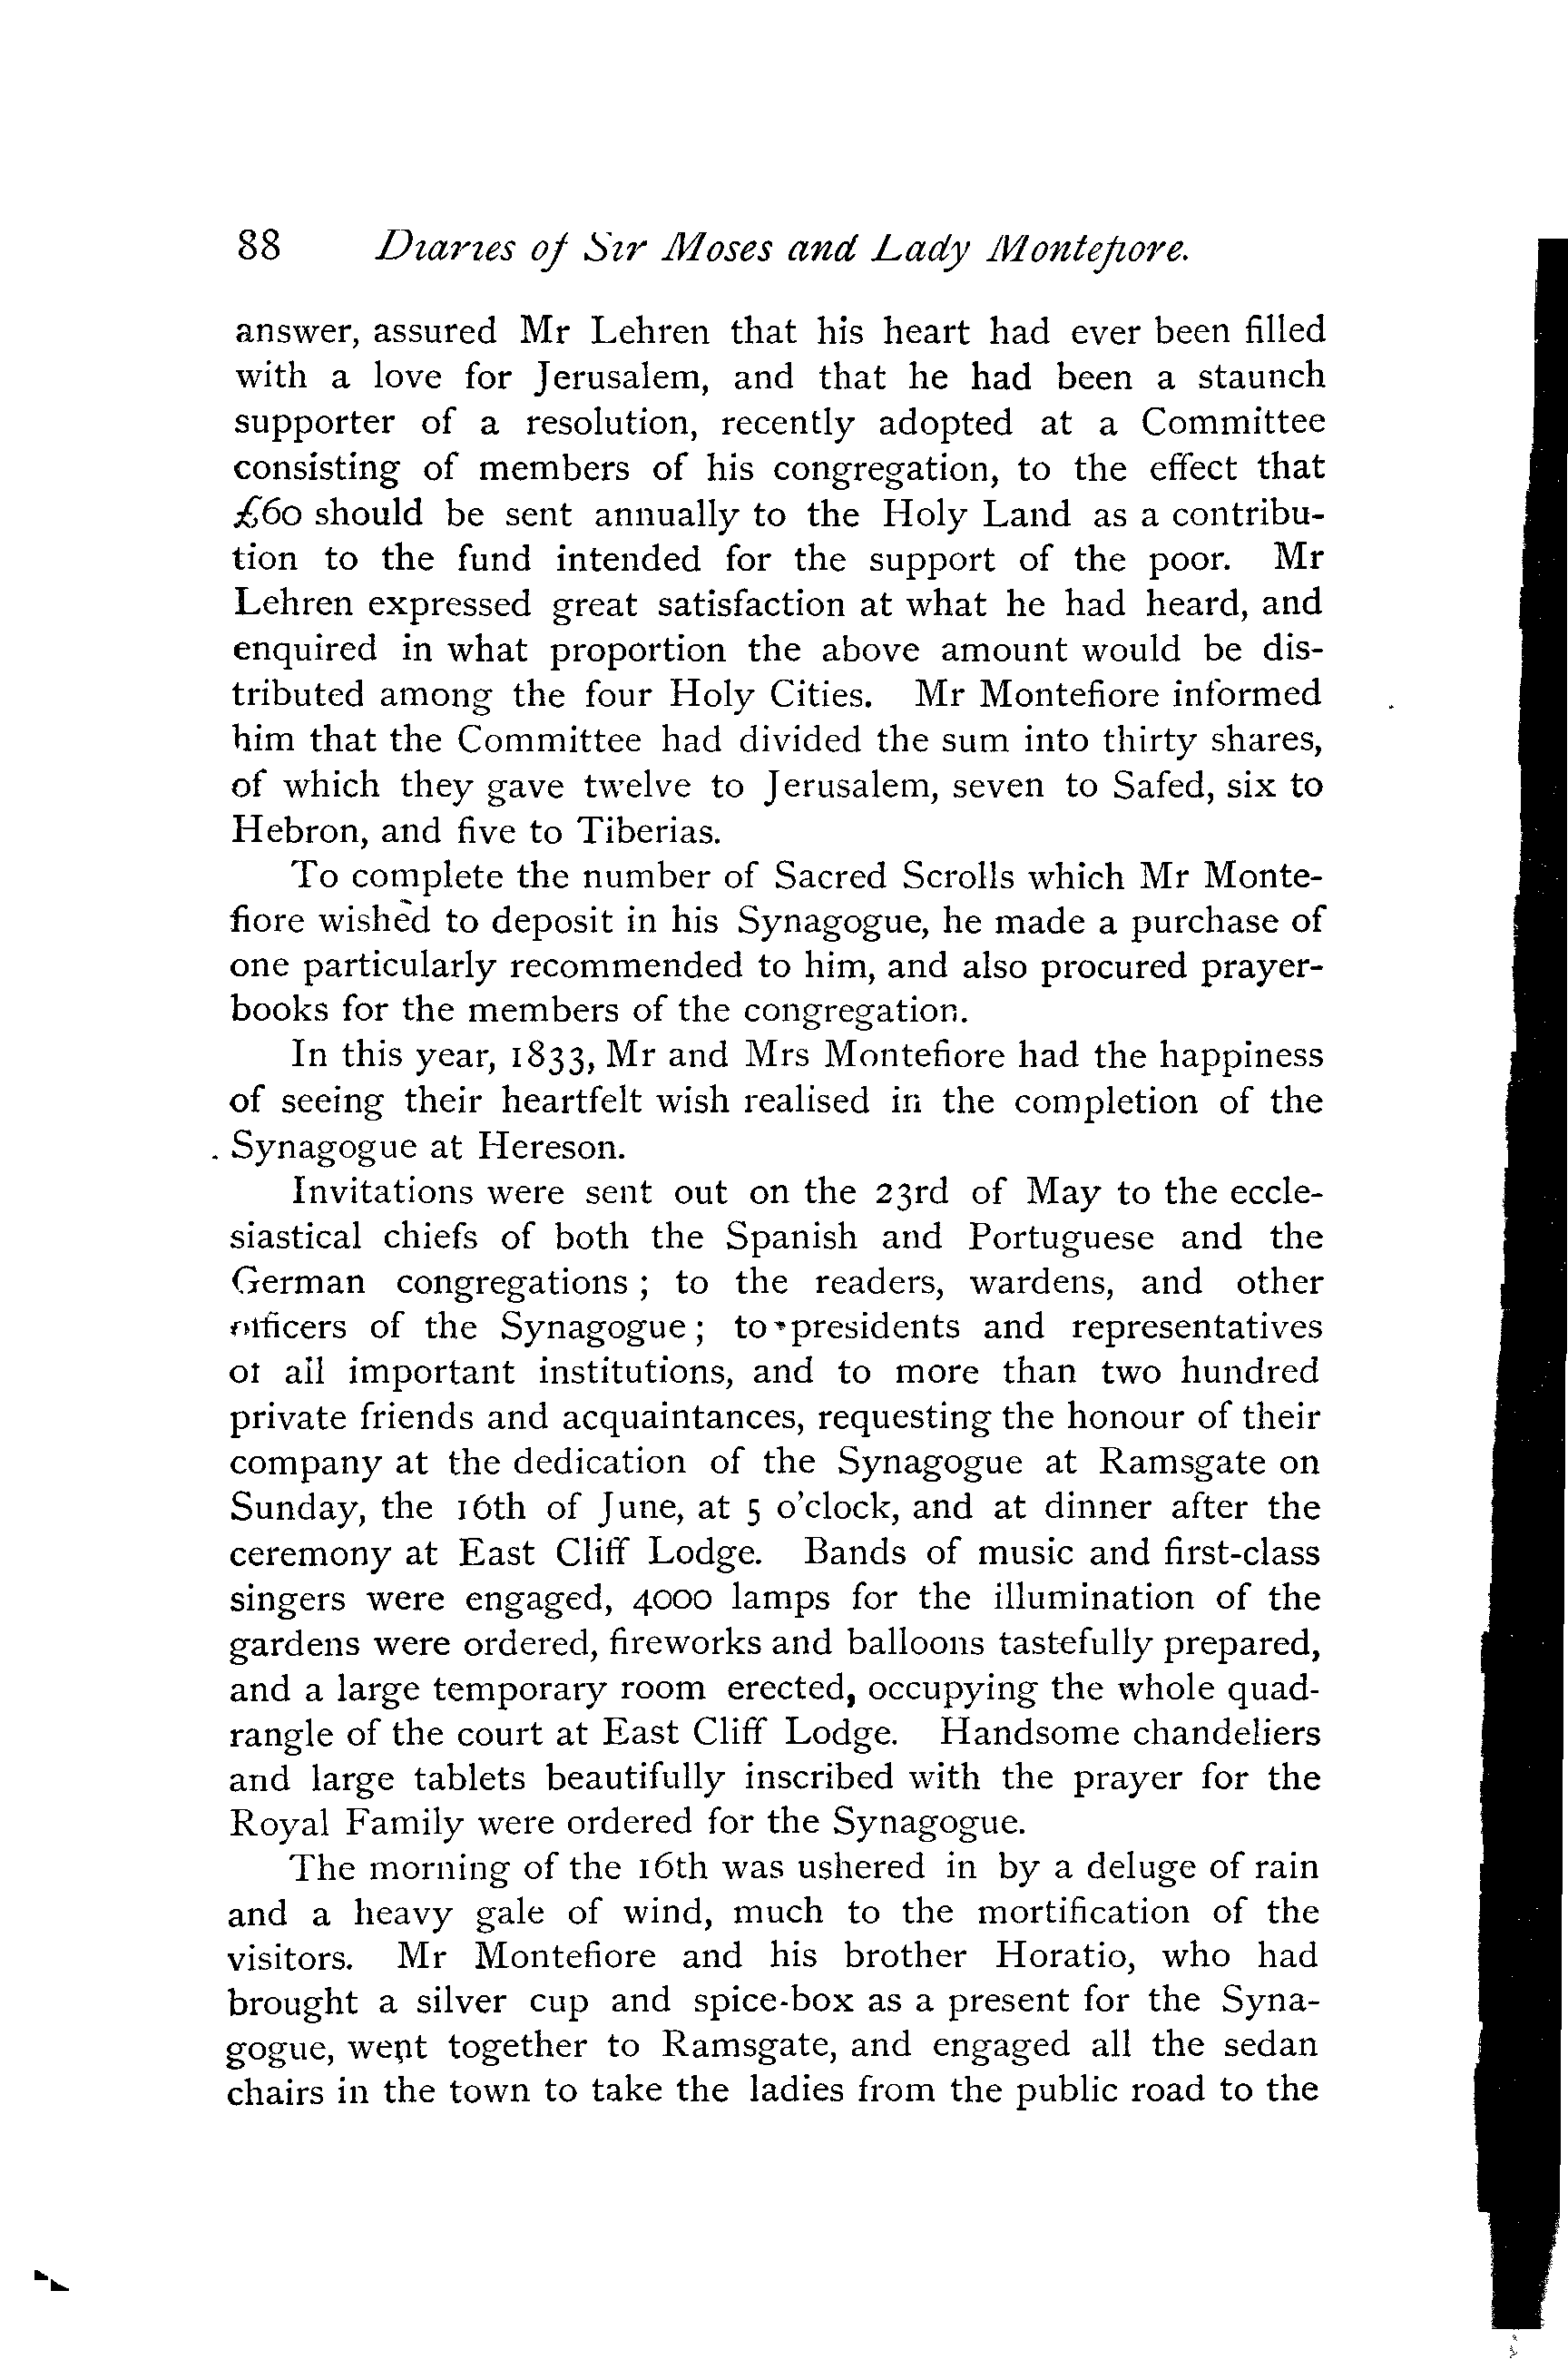 88 Diaries of Sir Moses and Lady Montefiore.
answer, assured Mr Lehren that his heart had ever been filled
with a love for Jerusalem, and that he had been a staunch
supporter of a resolution, recently adopted at a Committee
consisting of members of his congregation, to the effect that
£60 should be sent annually to the Holy Land as a contribu-
tion to the fund intended for the support of the poor. Mr
Lehren expressed great satisfaction at what he had heard, and
enquired in what proportion the above amount would be dis-
tributed among the four Holy Cities. Mr Montefiore informed
him that the Committee had divided the sum into thirty shares,
of which they gave twelve to Jerusalem, seven to Safed, six to
Hebron, and five to Tiberias.
To complete the number of Sacred Scrolls which Mr Monte-
fiore wished to deposit in his Synagogue, he made a purchase of
one particularly recommended to him, and also procured prayer-
books for the members of the congregation.
In this year, 1833, Mr and Mrs Montefiore had the happiness
of seeing their heartfelt wish realised in the completion of the
Synagogue at Hereson.
Invitations were sent out on the 23rd of May to the eccle-
siastical chiefs of both the Spanish and Portuguese and the
German congregations; to the readers, wardens, and other
officers of the Synagogue; to presidents and representatives
of all important institutions, and to more than two hundred
private friends and acquaintances, requesting the honour of their
company at the dedication of the Synagogue at Ramsgate on
Sunday, the 16th of June, at 5 o'clock, and at dinner after the
ceremony at East Cliff Lodge. Bands of music and first-class
singers were engaged, 4000 lamps for the illumination of the
gardens were ordered, fireworks and balloons tastefully prepared,
and a large temporary room erected, occupying the whole quad-
rangle of the court at East Cliff Lodge. Handsome chandeliers
and large tablets beautifully inscribed with the prayer for the
Royal Family were ordered for the Synagogue.
The morning of the 16th was ushered in by a deluge of rain
and a heavy gale of wind, much to the mortification of the
visitors. Mr Montefiore and his brother Horatio, who had
brought a silver cup and spice-box as a present for the Syna-
gogue, went together to Ramsgate, and engaged all the sedan
chairs in the town to take the ladies from the public road to the